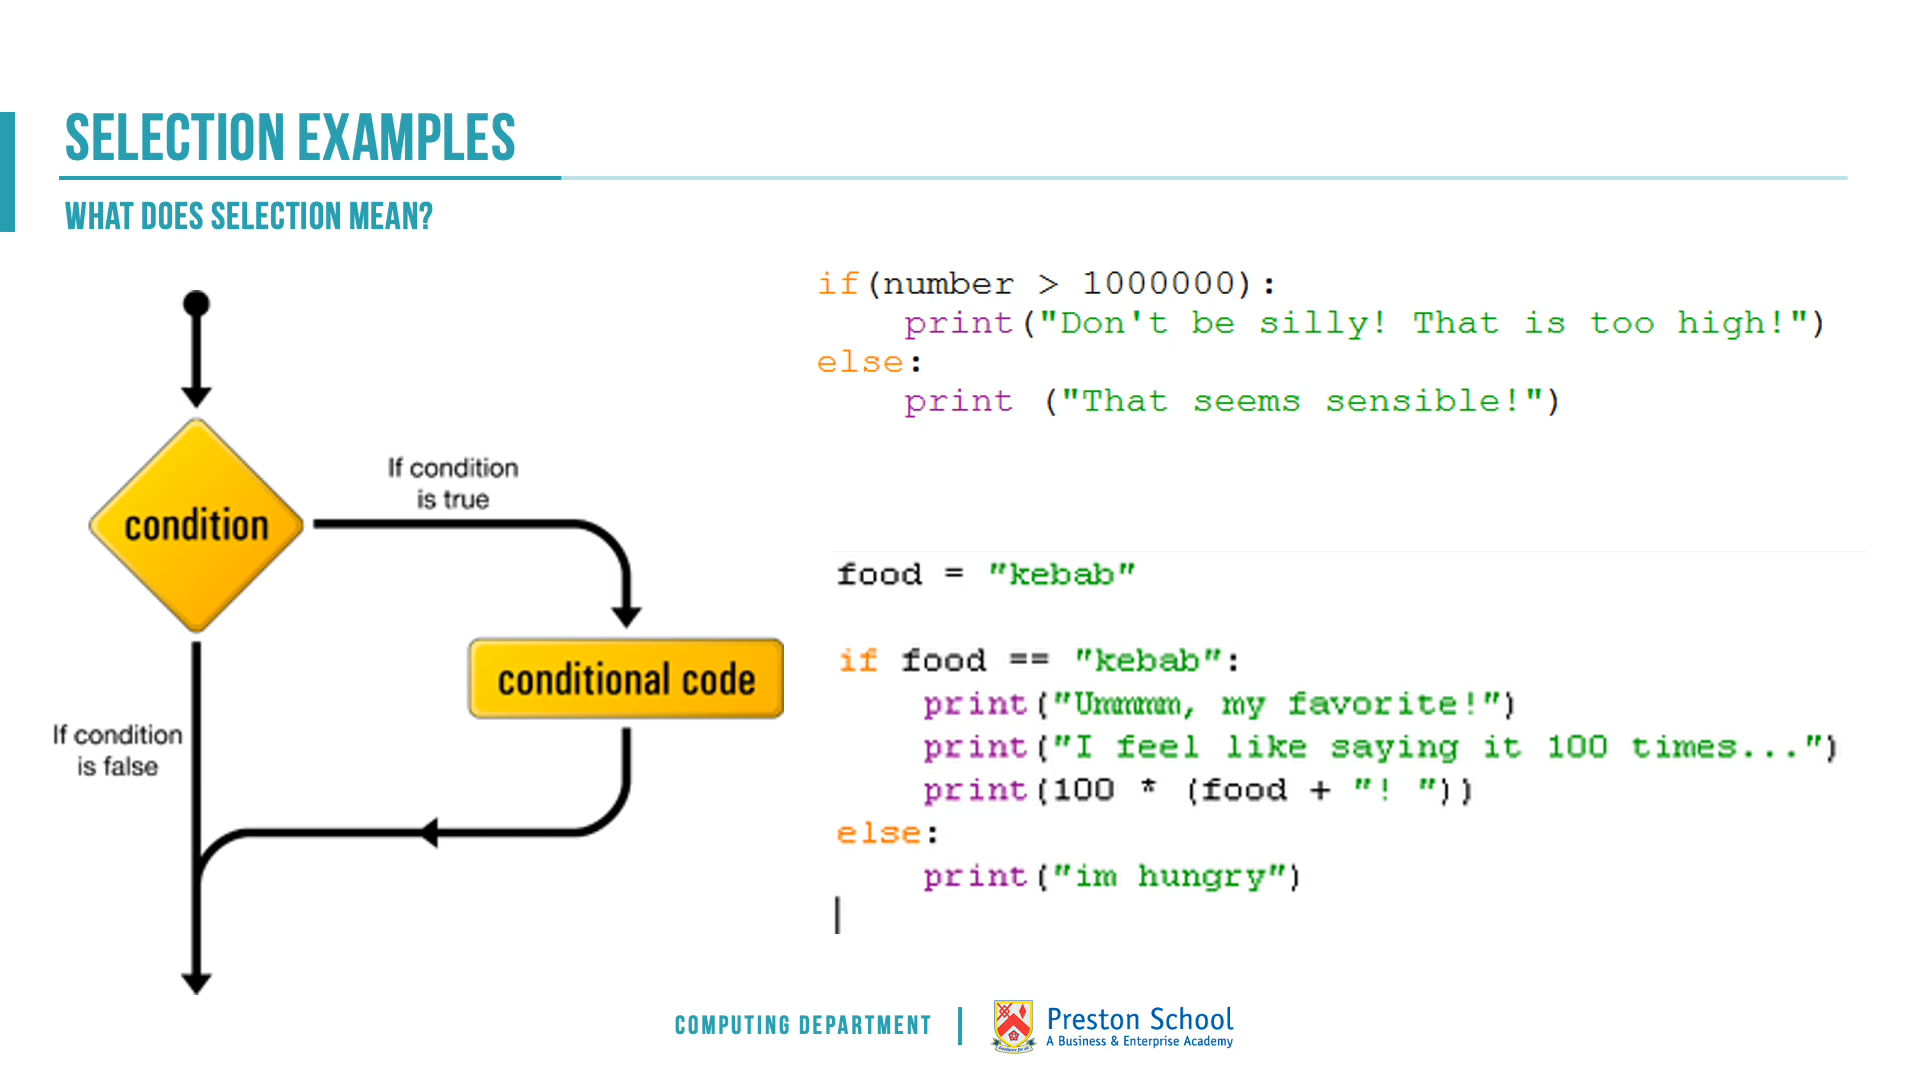 SELECTION EXAMPLES
WHAT DOES SELECTION MEAN?
condition
If condition
is true
conditional code
If condition
is false
if(number > 1000000):
    print("Don't be silly! That is too high!")
else:
    print ("That seems sensible!")
food = "kebab"
if food == "kebab":
    print("Ummmm, my favorite!")
    print("I feel like saying it 100 times...")
    print(100 * (food + "! "))
else:
    print("im hungry")
COMPUTING DEPARTMENT
Preston School
A Business & Enterprise Academy